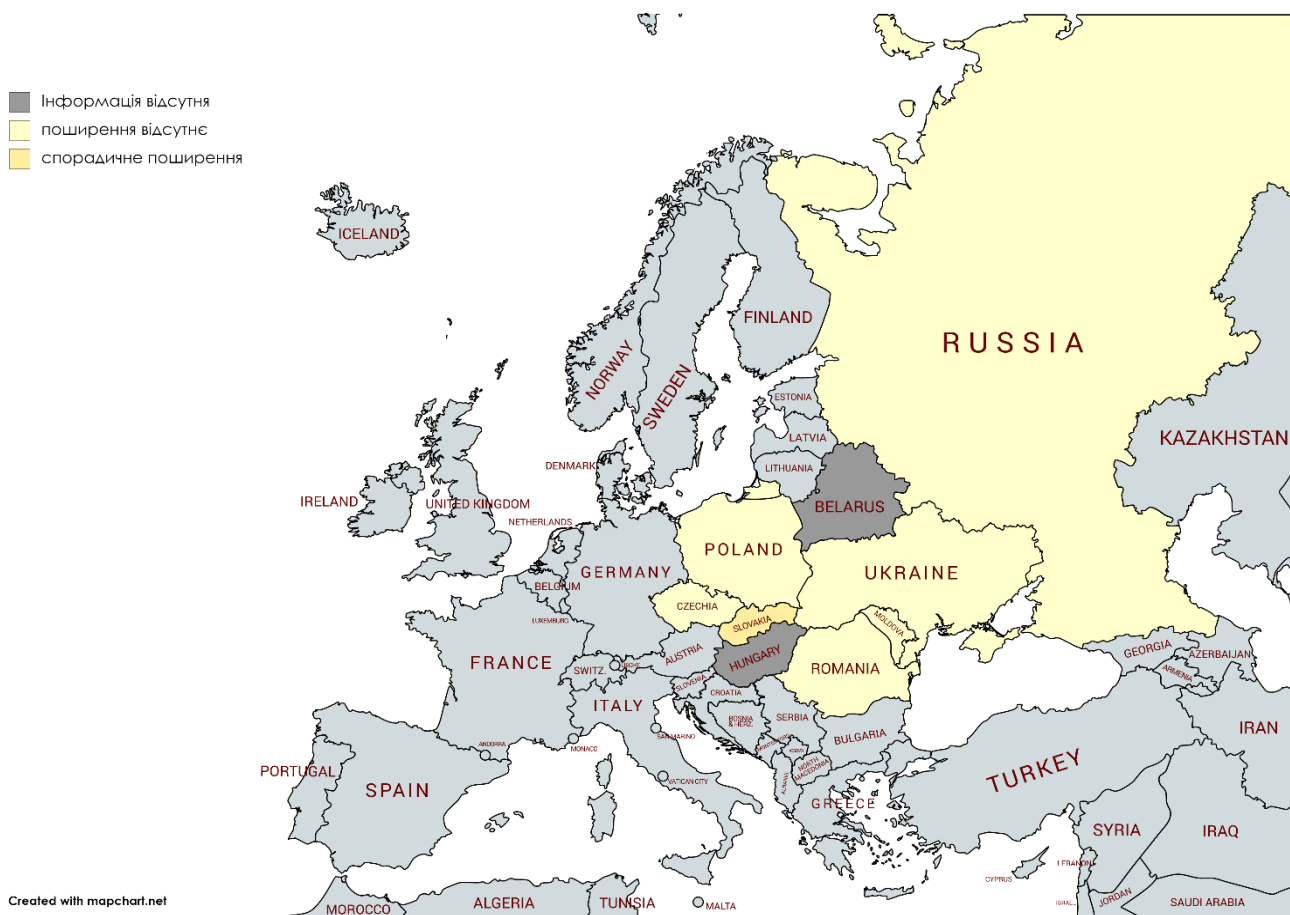 Інформація відсутня
поширення відсутнє
спорадичне поширення
ICELAND
RUSSIA
FINLAND
NORWAY
SWEDEN
ESTONIA
LATVIA
KAZAKHSTAN
LITHUANIA
DENMARK
IRELAND
UNITED KINGDOM
BELARUS
NETHERLANDS
POLAND
UKRAINE
GERMANY
BELGIUM
CZECHIA
LUXEMBURG
SLOVAKIA
MOLDOVA
FRANCE
AUSTRIA
HUNGARY
GEORGIA
AZERBAIJAN
SWITZ.
ROMANIA
ARMENIA
SLOVENIA
CROATIA
ITALY
SERBIA
BOSNIA
& HERZ.
IRAN
SAN MARINO
BULGARIA
ANDORRA
MONACO
MONTENEGRO
KOSOVO
NORTH
MACEDONIA
PORTUGAL
SPAIN
VATICAN CITY
ALBANIA
TURKEY
GREECE
SYRIA
IRAQ
LEBANON
CYPRUS
JORDAN
Created with mapchart.net
MOROCCO
ALGERIA
TUNISIA
MALTA
SAUDI ARABIA